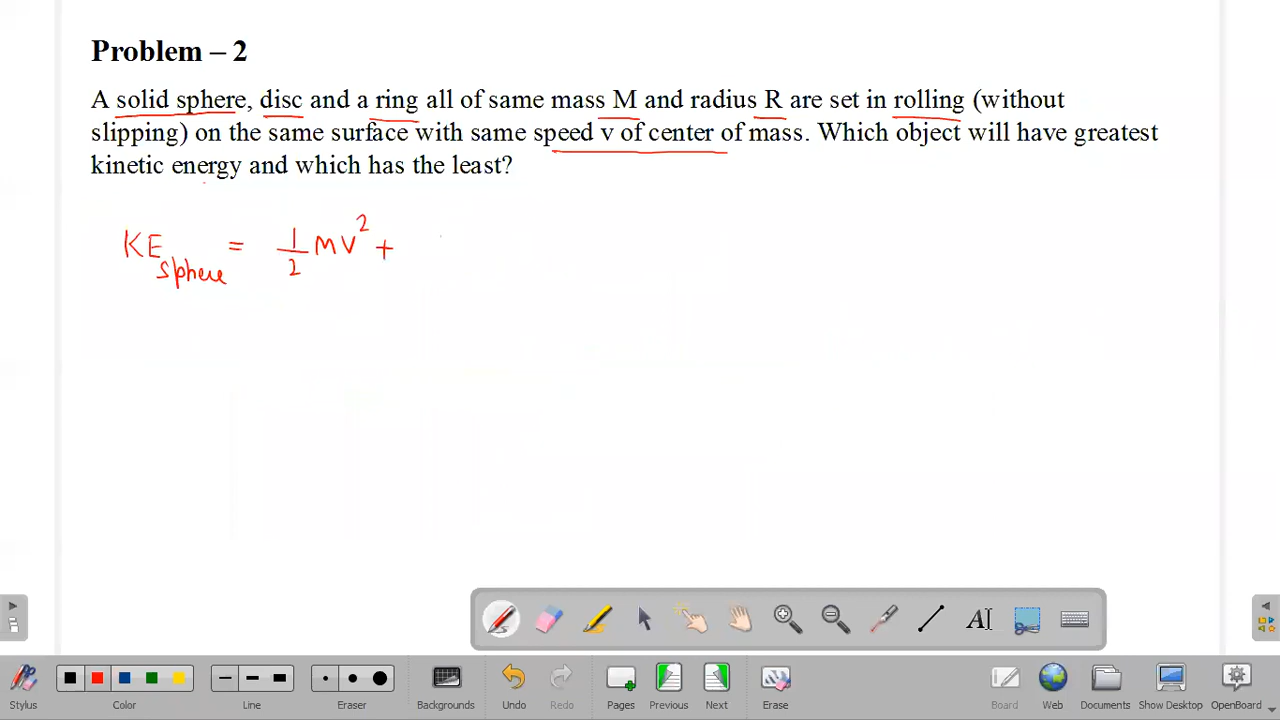 Problem – 2
A solid sphere, disc and a ring all of same mass M and radius R are set in rolling (without
slipping) on the same surface with same speed v of center of mass. Which object will have greatest
kinetic energy and which has the least?
KE sphere = 1/2 MV² +
Stylus
Color
Line
Eraser
Backgrounds
Undo
Redo
Pages
Previous
Next
Erase
Board
Web
Documents
Show Desktop
OpenBoard